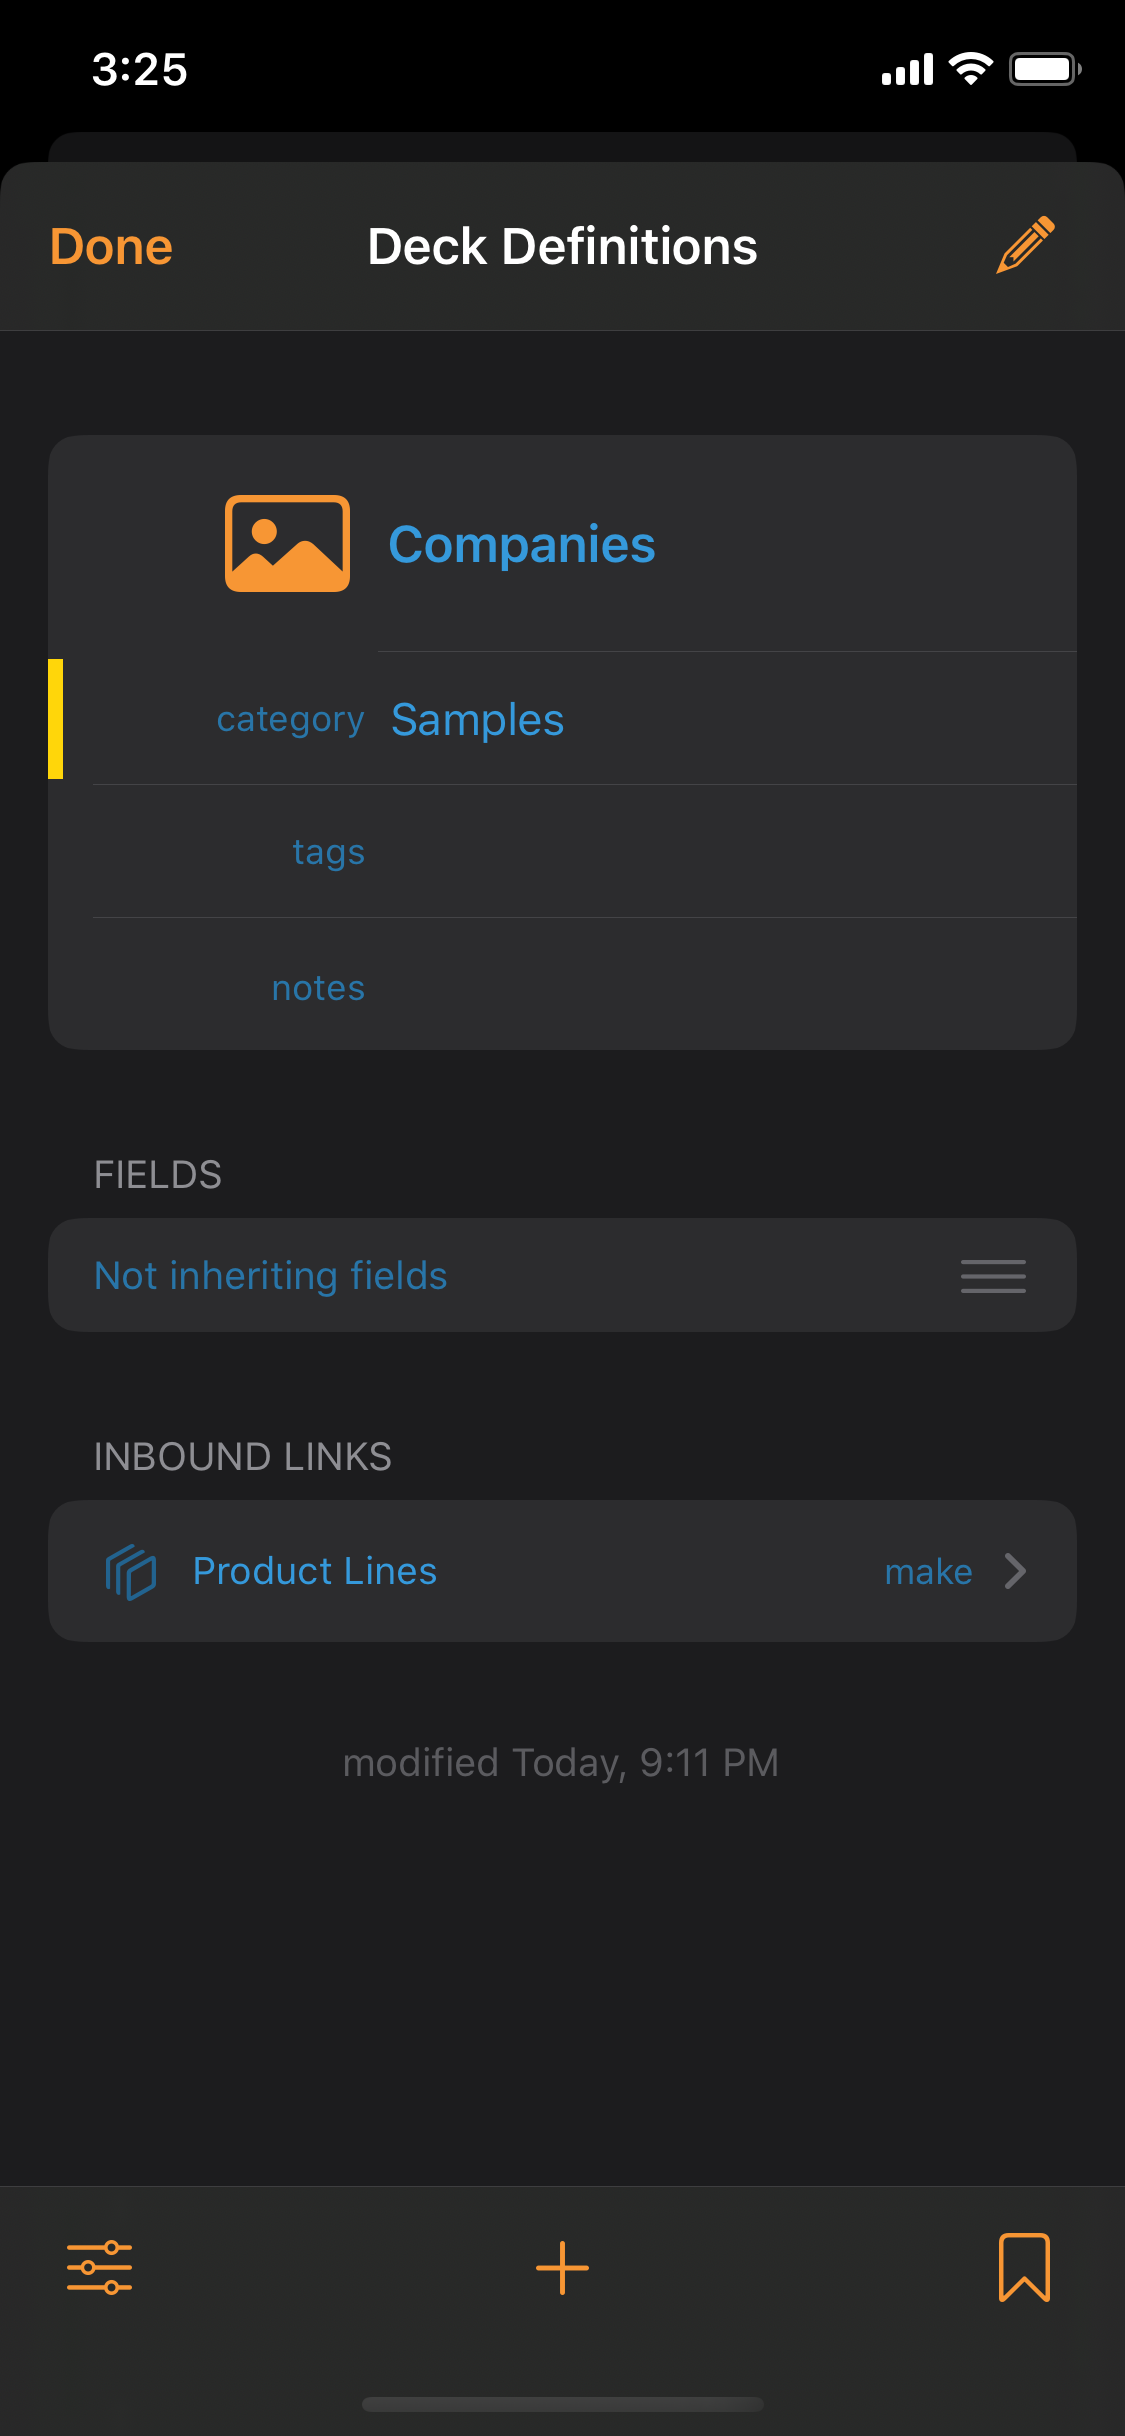 3:25
Done
Deck Definitions
Companies
category
Samples
tags
notes
FIELDS
Not inheriting fields
INBOUND LINKS
Product Lines
make
modified Today, 9:11 PM